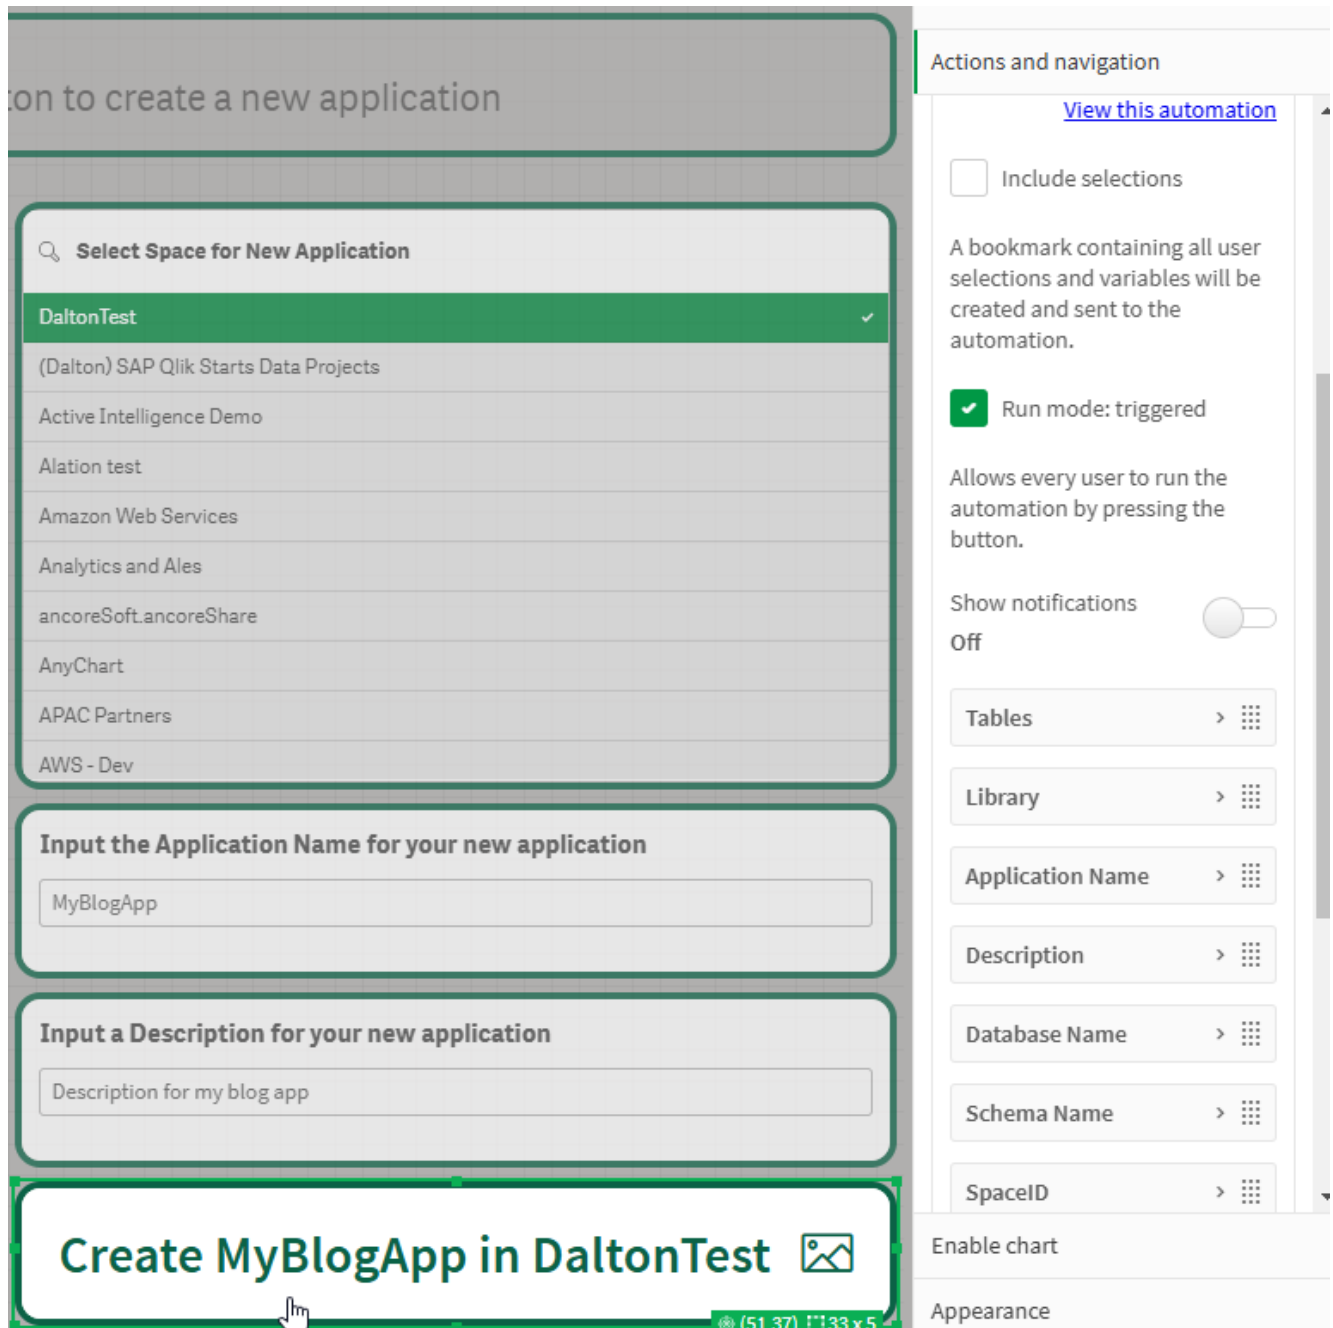 on to create a new application
Select Space for New Application
DaltonTest
(Dalton) SAP Qlik Starts Data Projects
Active Intelligence Demo
Alation test
Amazon Web Services
Analytics and Ales
ancoreSoft.ancoreShare
AnyChart
APAC Partners
AWS - Dev
Input the Application Name for your new application
MyBlogApp
Input a Description for your new application
Description for my blog app
Create MyBlogApp in DaltonTest
(51,37) 33 x 5
Actions and navigation
View this automation
Include selections
A bookmark containing all user
selections and variables will be
created and sent to the
automation.
Run mode: triggered
Allows every user to run the
automation by pressing the
button.
Show notifications
Off
Tables
Library
Application Name
Description
Database Name
Schema Name
SpaceID
Enable chart
Appearance